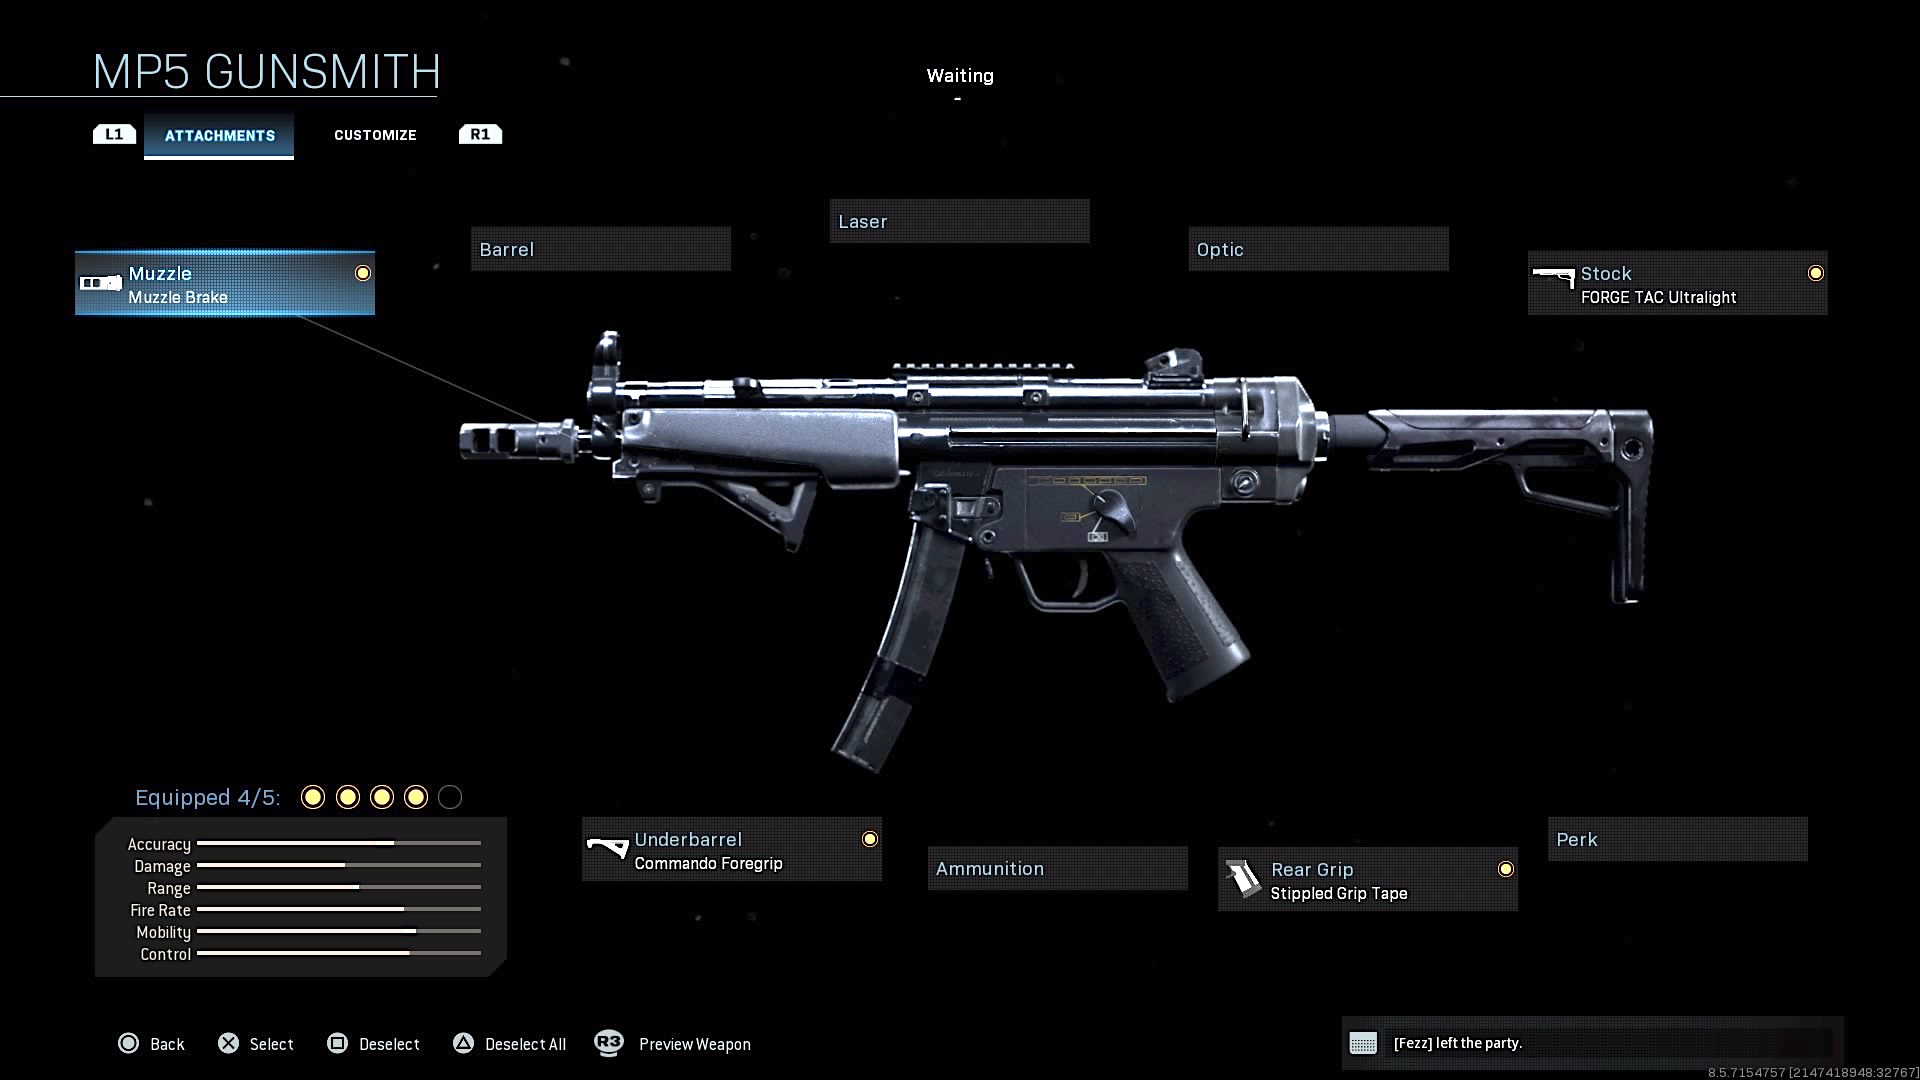 MP5 GUNSMITH
Waiting
-
L1 ATTACHMENTS CUSTOMIZE R1
Laser
Barrel
Optic
Muzzle
Muzzle Brake
Stock
FORGE TAC Ultralight
Equipped 4/5:
Accuracy
Damage
Range
Fire Rate
Mobility
Control
Underbarrel
Commando Foregrip
Ammunition
Rear Grip
Stippled Grip Tape
Perk
Back Select Deselect Deselect All R3 Preview Weapon
[Fezz] left the party.
8.5.7154757 [2147418948:32767]